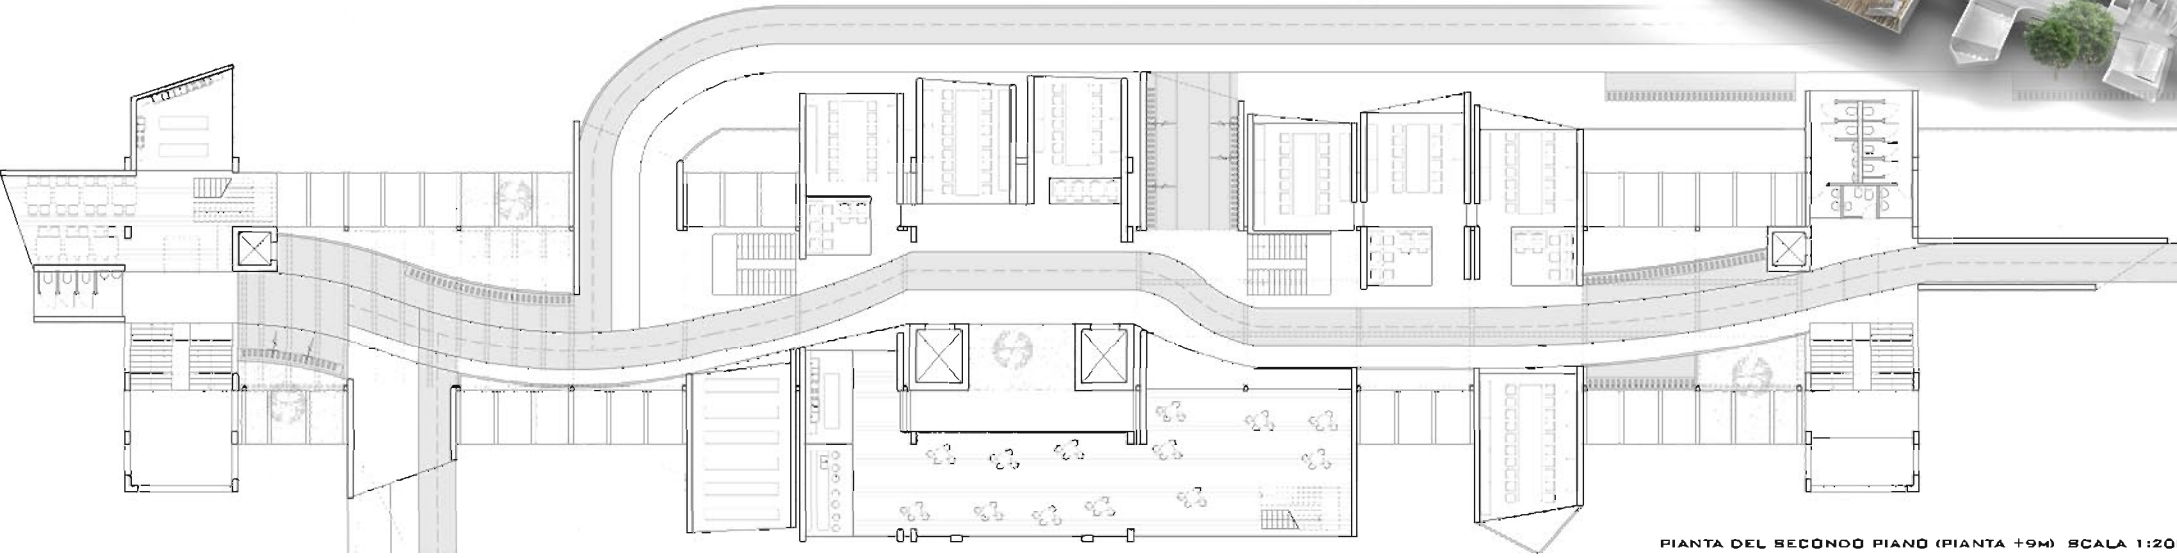 PIANTA DEL SECONDO PIANO (PIANTA +9M) SCALA 1:20